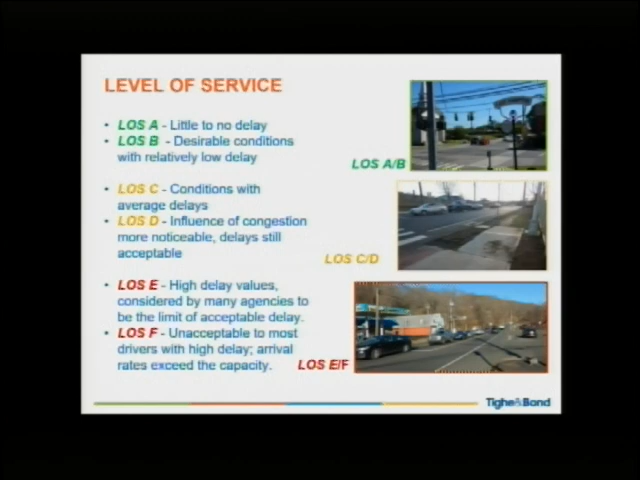 LEVEL OF SERVICE
• LOS A - Little to no delay
• LOS B - Desirable conditions
with relatively low delay
LOS A/B
• LOS C - Conditions with
average delays
• LOS D - Influence of congestion
more noticeable, delays still
acceptable
LOS C/D
• LOS E - High delay values,
considered by many agencies to
be the limit of acceptable delay.
• LOS F - Unacceptable to most
drivers with high delay; arrival
rates exceed the capacity.
LOS E/F
Tighe&Bond